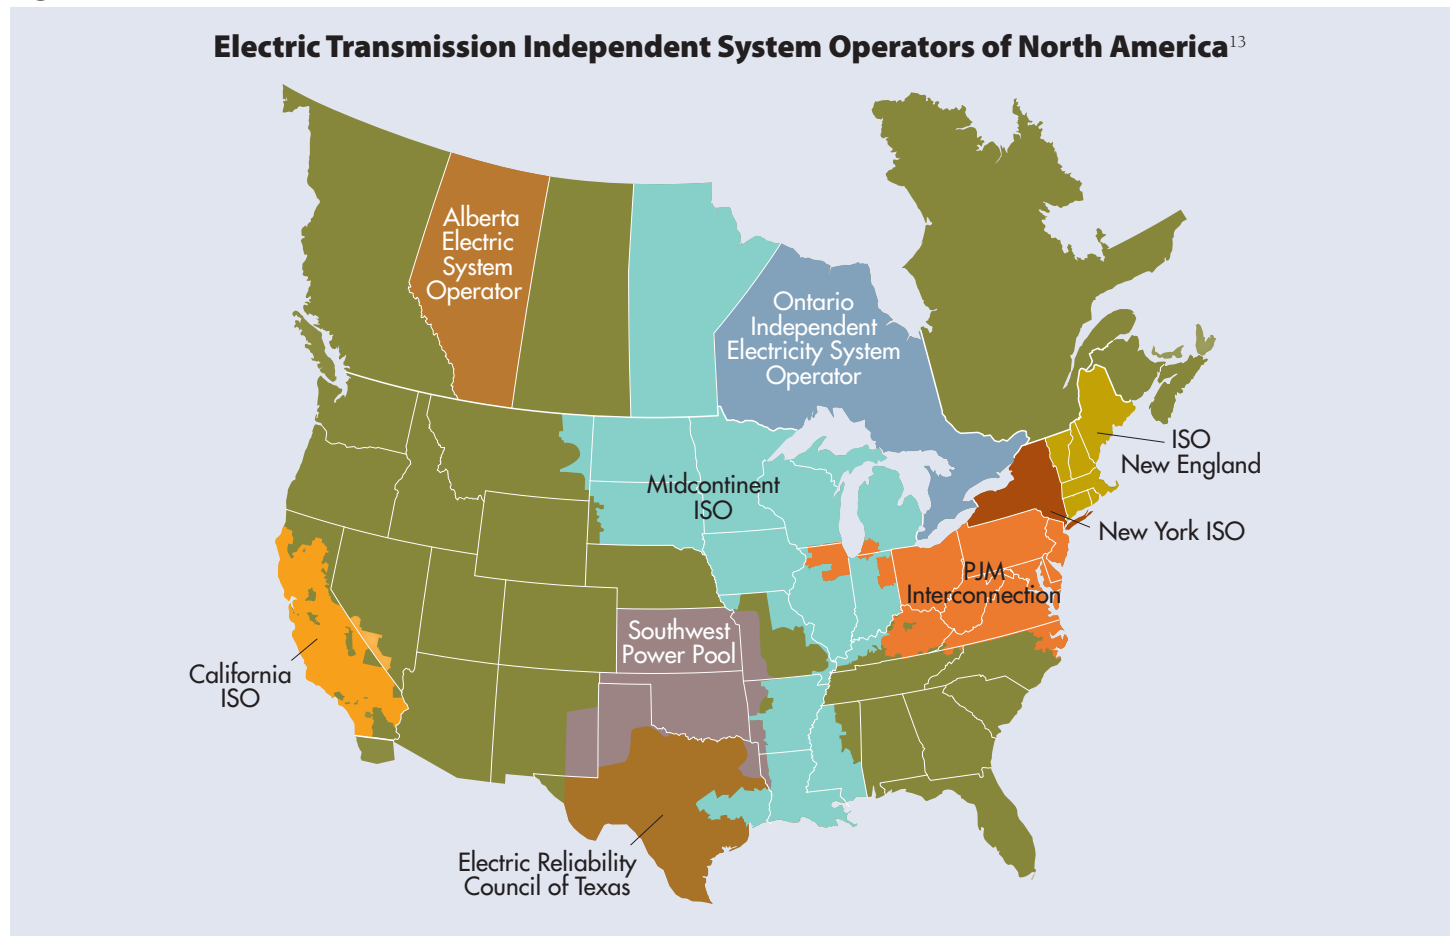 Electric Transmission Independent System Operators of North America13
Alberta
Electric
System
Operator
Ontario
Independent
Electricity System
Operator
ISO
New England
Midcontinent
ISO
New York ISO
PJM
Interconnection
Southwest
Power Pool
California
ISO
Electric Reliability
Council of Texas